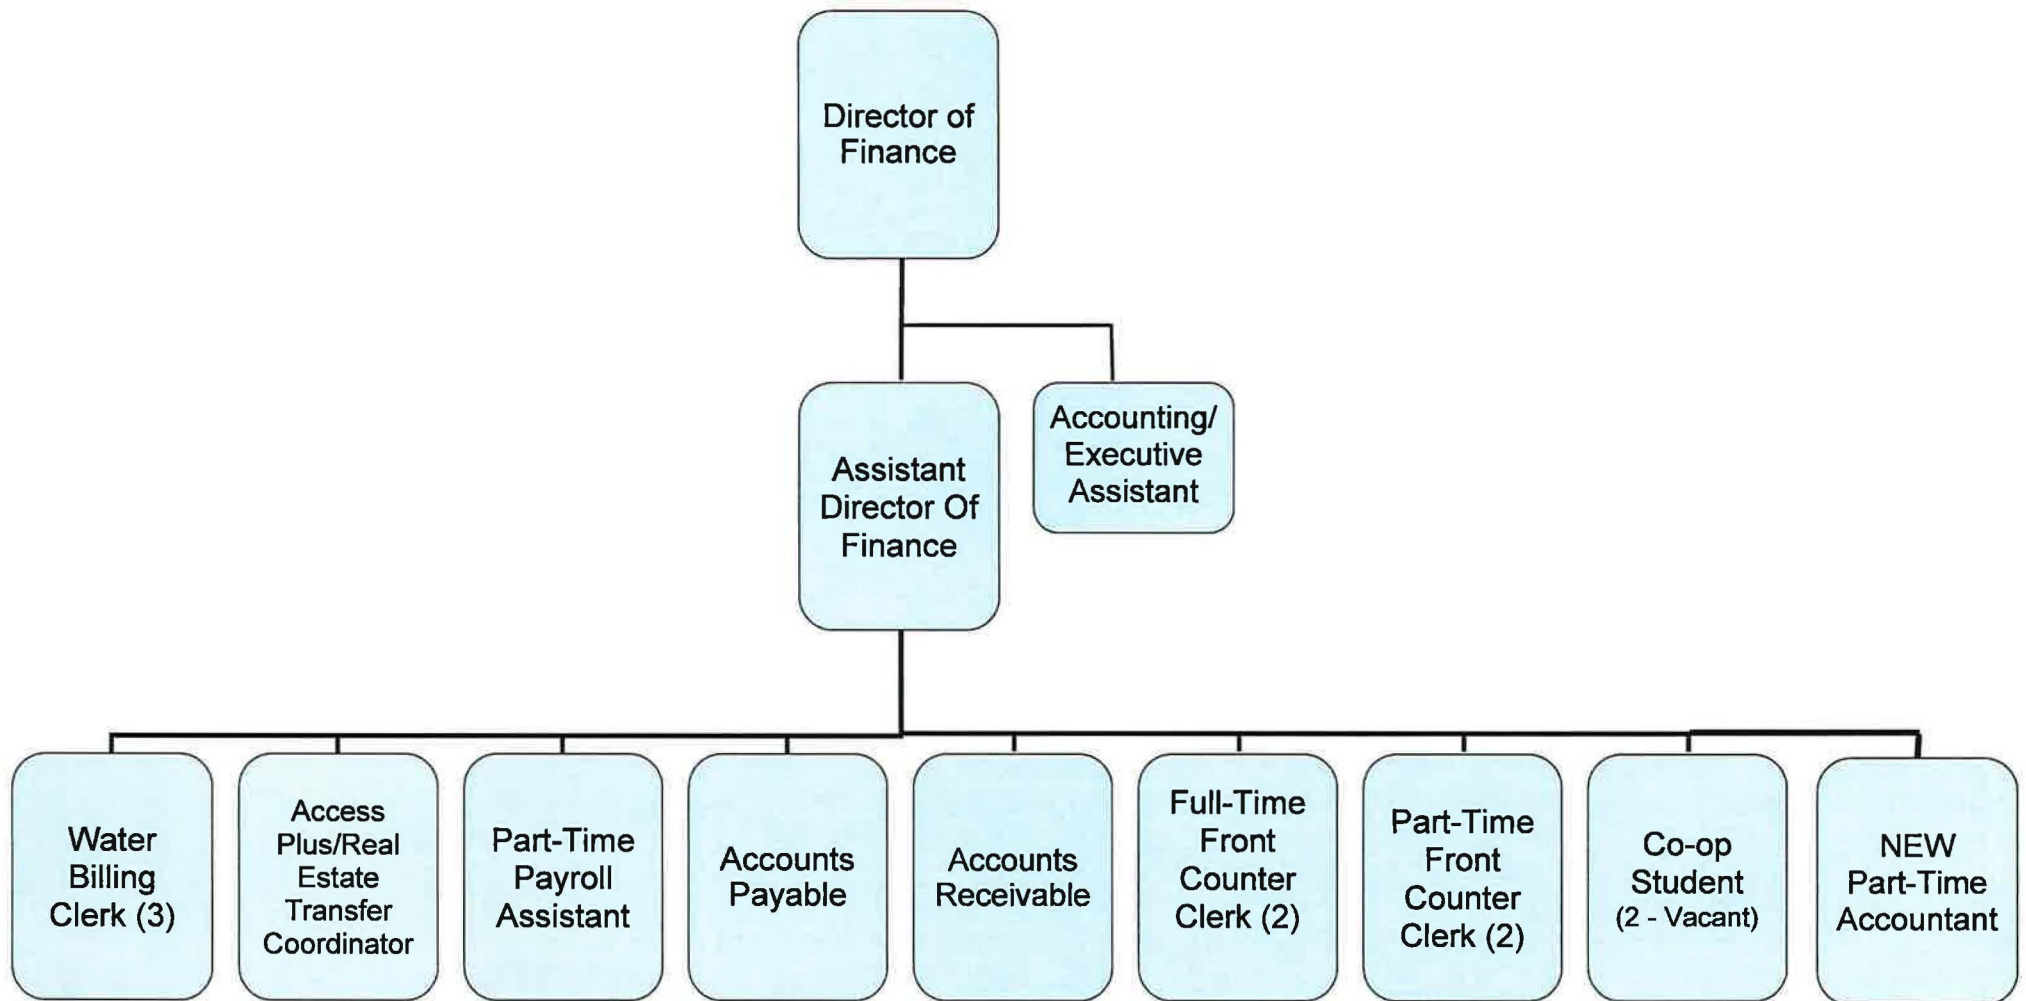 Director of
Finance
Assistant
Director Of
Finance
Accounting/
Executive
Assistant
Water
Billing
Clerk (3)
Access
Plus/Real
Estate
Transfer
Coordinator
Part-Time
Payroll
Assistant
Accounts
Payable
Accounts
Receivable
Full-Time
Front
Counter
Clerk (2)
Part-Time
Front
Counter
Clerk (2)
Co-op
Student
(2 - Vacant)
NEW
Part-Time
Accountant